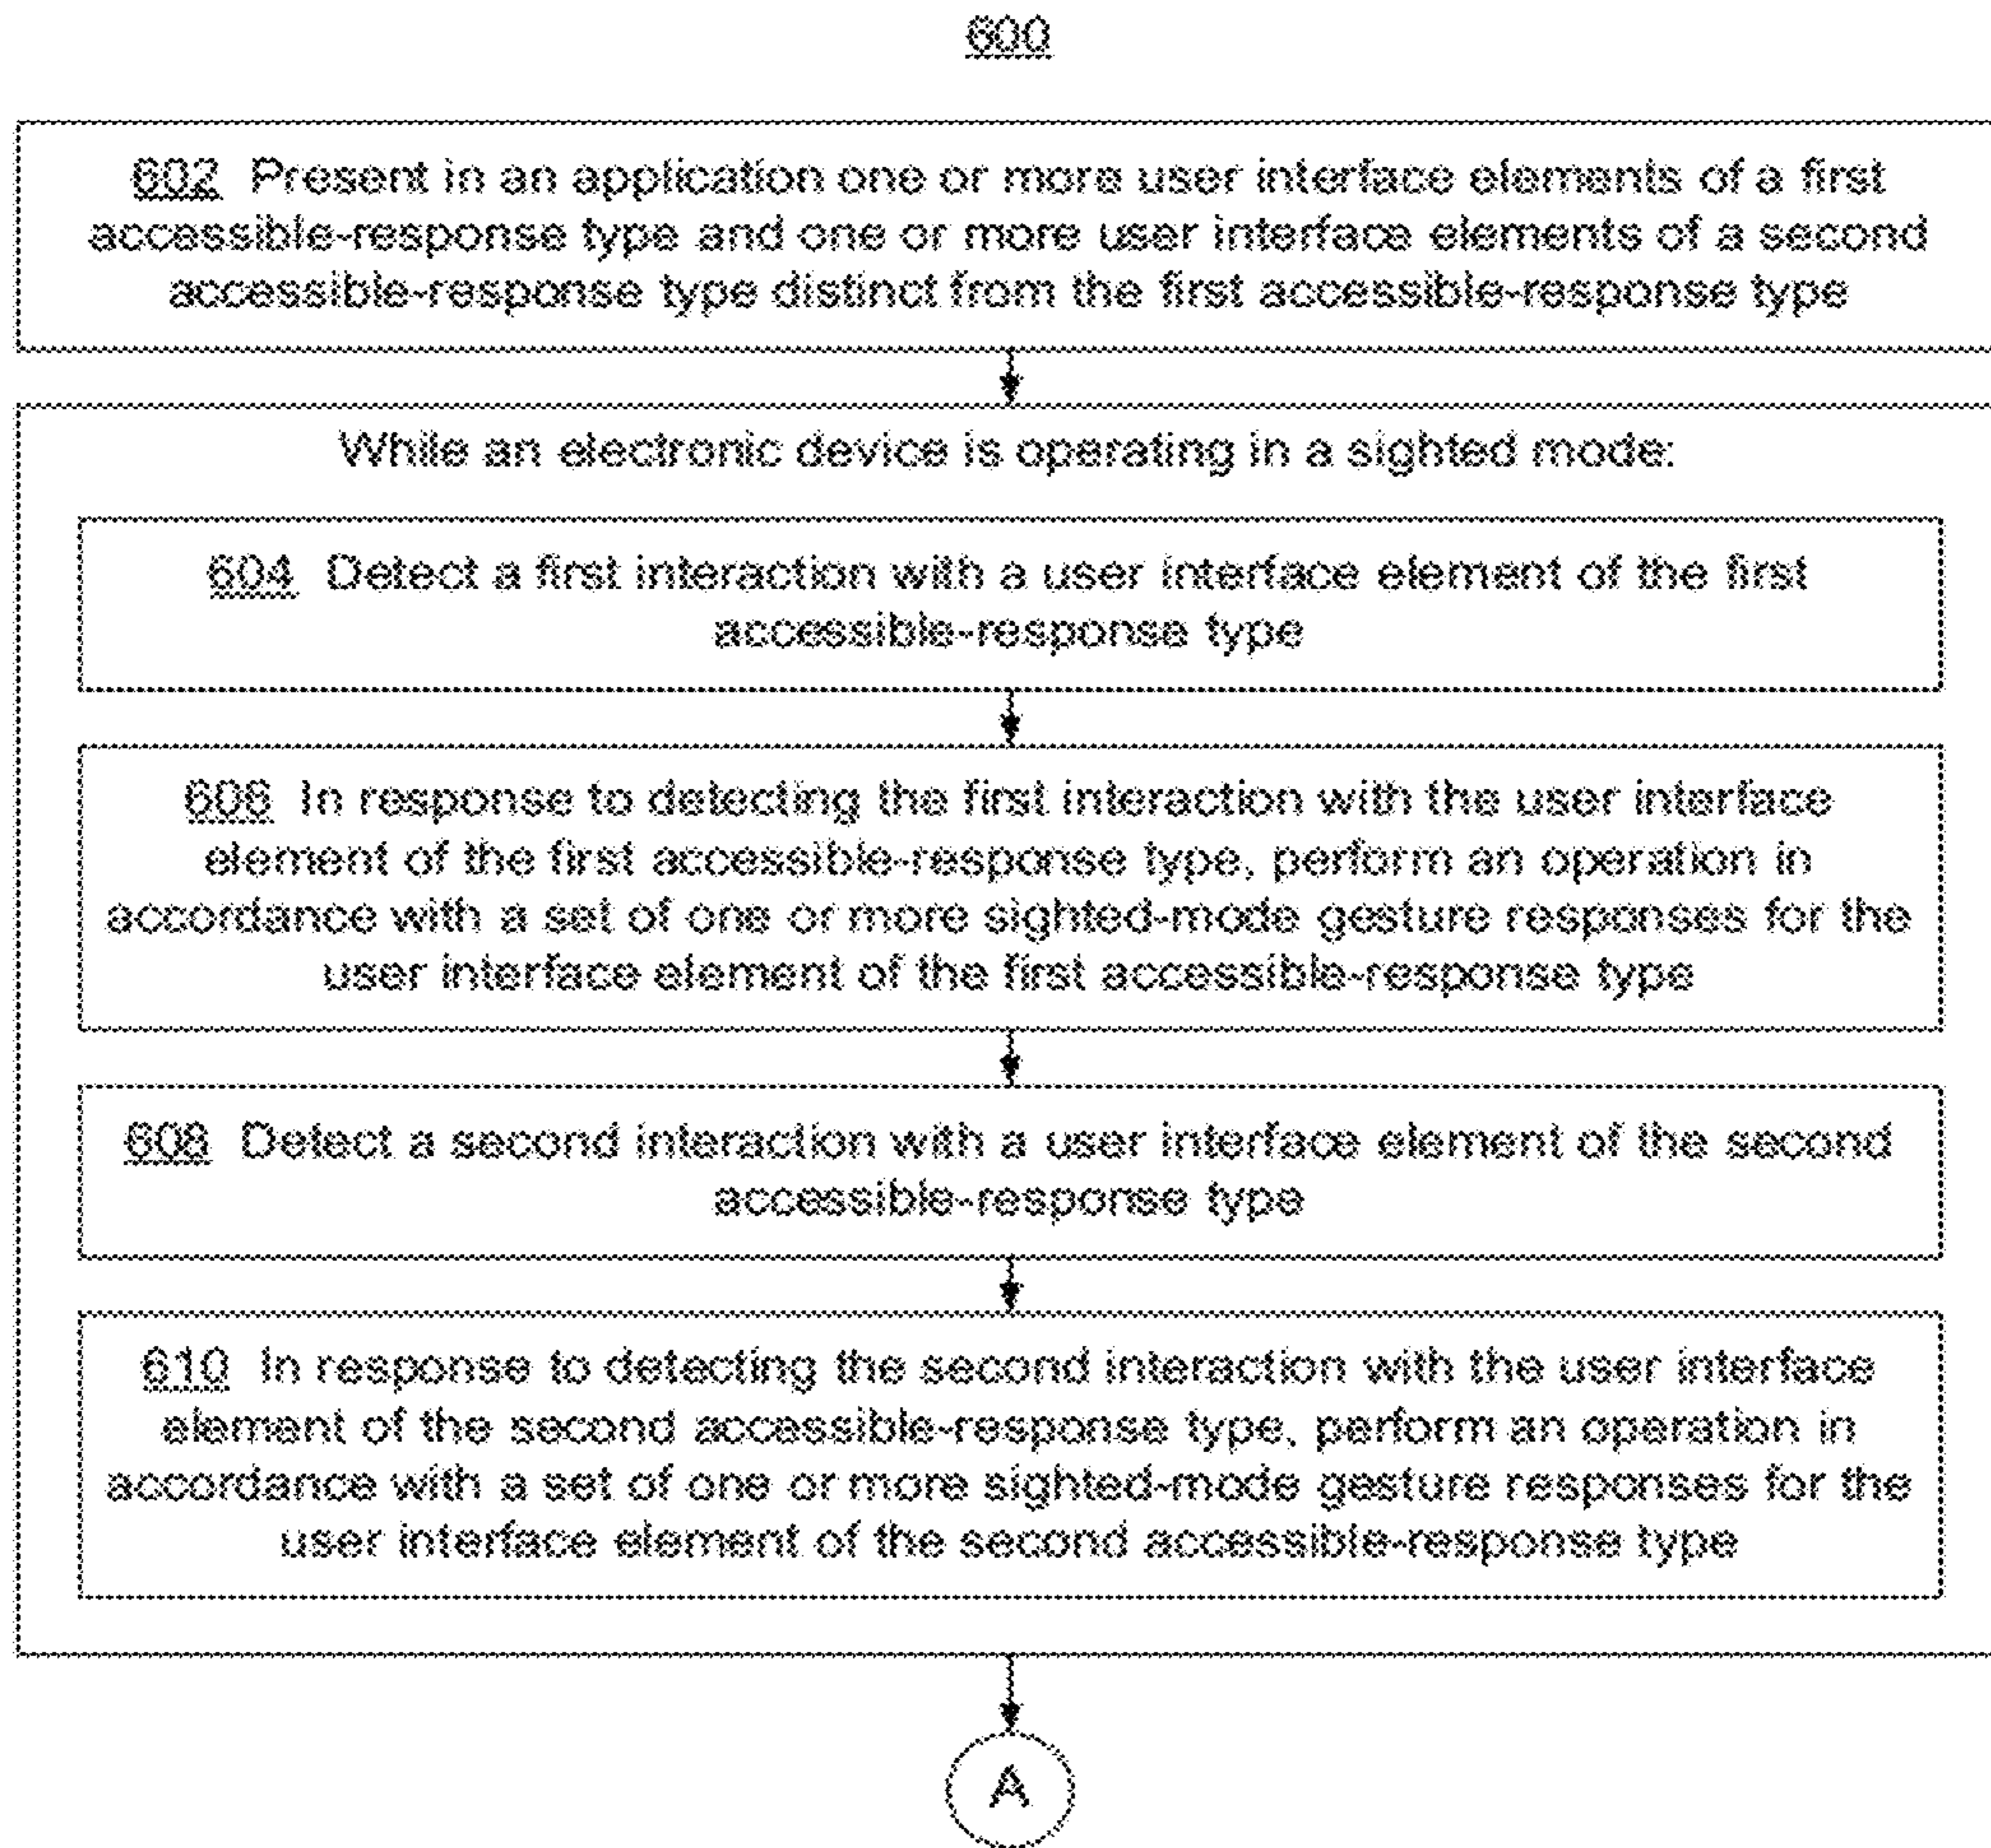 600
602 Present in an application one or more user interface elements of a first
accessible-response type and one or more user interface elements of a second
accessible-response type distinct from the first accessible-response type
While an electronic device is operating in a sighted mode:
604 Detect a first interaction with a user interface element of the first
accessible-response type
606 In response to detecting the first interaction with the user interface
element of the first accessible-response type, perform an operation in
accordance with a set of one or more sighted-mode gesture responses for the
user interface element of the first accessible-response type
608 Detect a second interaction with a user interface element of the second
accessible-response type
610 In response to detecting the second interaction with the user interface
element of the second accessible-response type, perform an operation in
accordance with a set of one or more sighted-mode gesture responses for the
user interface element of the second accessible-response type
A